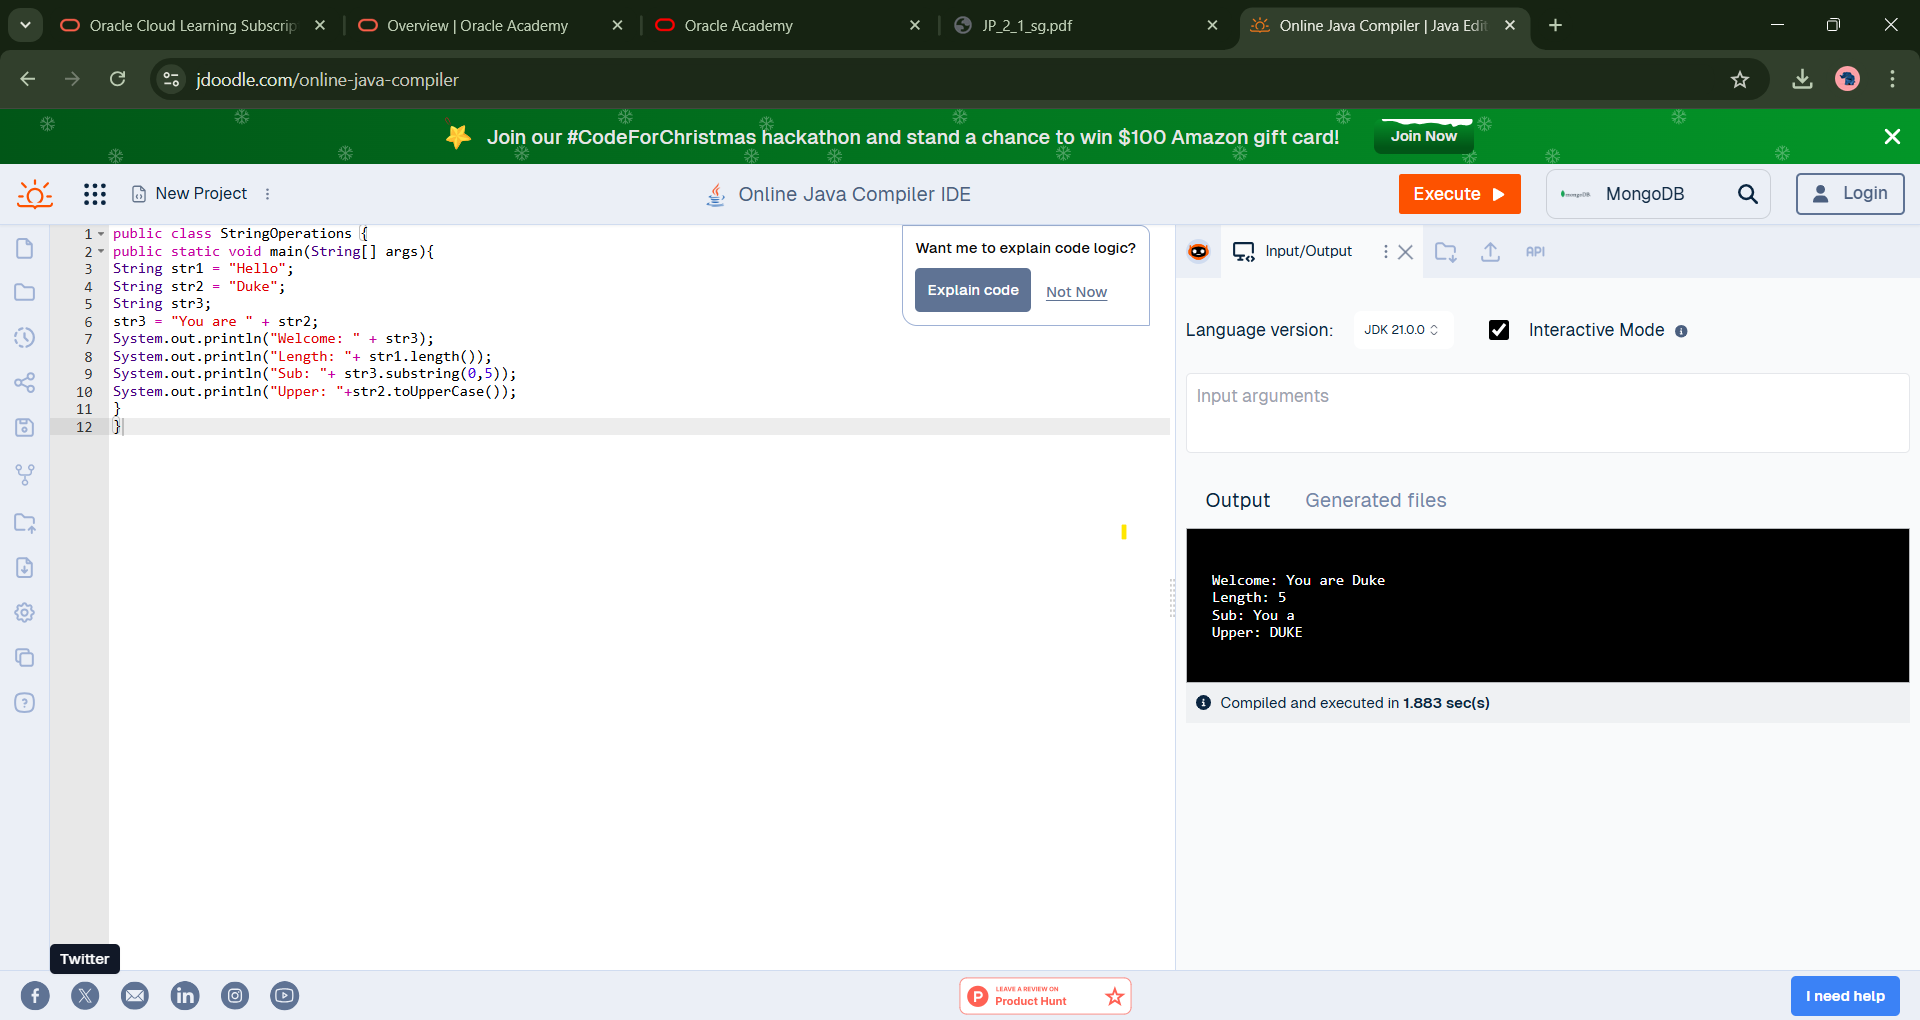 Oracle Cloud Learning Subscrip
Overview | Oracle Academy
Oracle Academy
JP_2_1_sg.pdf
Online Java Compiler | Java Edit
jdoodle.com/online-java-compiler
Join our #CodeForChristmas hackathon and stand a chance to win $100 Amazon gift card!
Join Now
New Project
Online Java Compiler IDE
Execute
mongoDB
MongoDB
Login
1 public class StringOperations {
2 public static void main(String[] args){
3 String str1 = "Hello";
4 String str2 = "Duke";
5 String str3;
6 str3 = "You are " + str2;
7 System.out.println("Welcome: " + str3);
8 System.out.println("Length: "+ str1.length());
9 System.out.println("Sub: "+ str3.substring(0,5));
10 System.out.println("Upper: "+str2.toUpperCase());
11 }
12 }
Want me to explain code logic?
Explain code
Not Now
Input/Output
API
Language version:
JDK 21.0.0
Interactive Mode
Input arguments
Output
Generated files
Welcome: You are Duke
Length: 5
Sub: You a
Upper: DUKE
Compiled and executed in 1.883 sec(s)
Twitter
LEAVE A REVIEW ON
Product Hunt
I need help